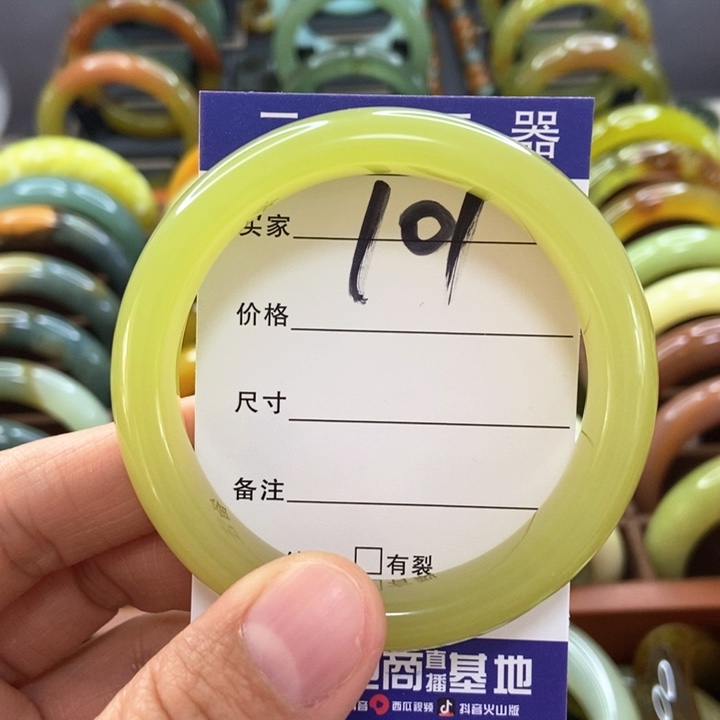 器
101
买家
价格
尺寸
备注
□有裂
电商直播基地
西瓜视频 抖音火山版